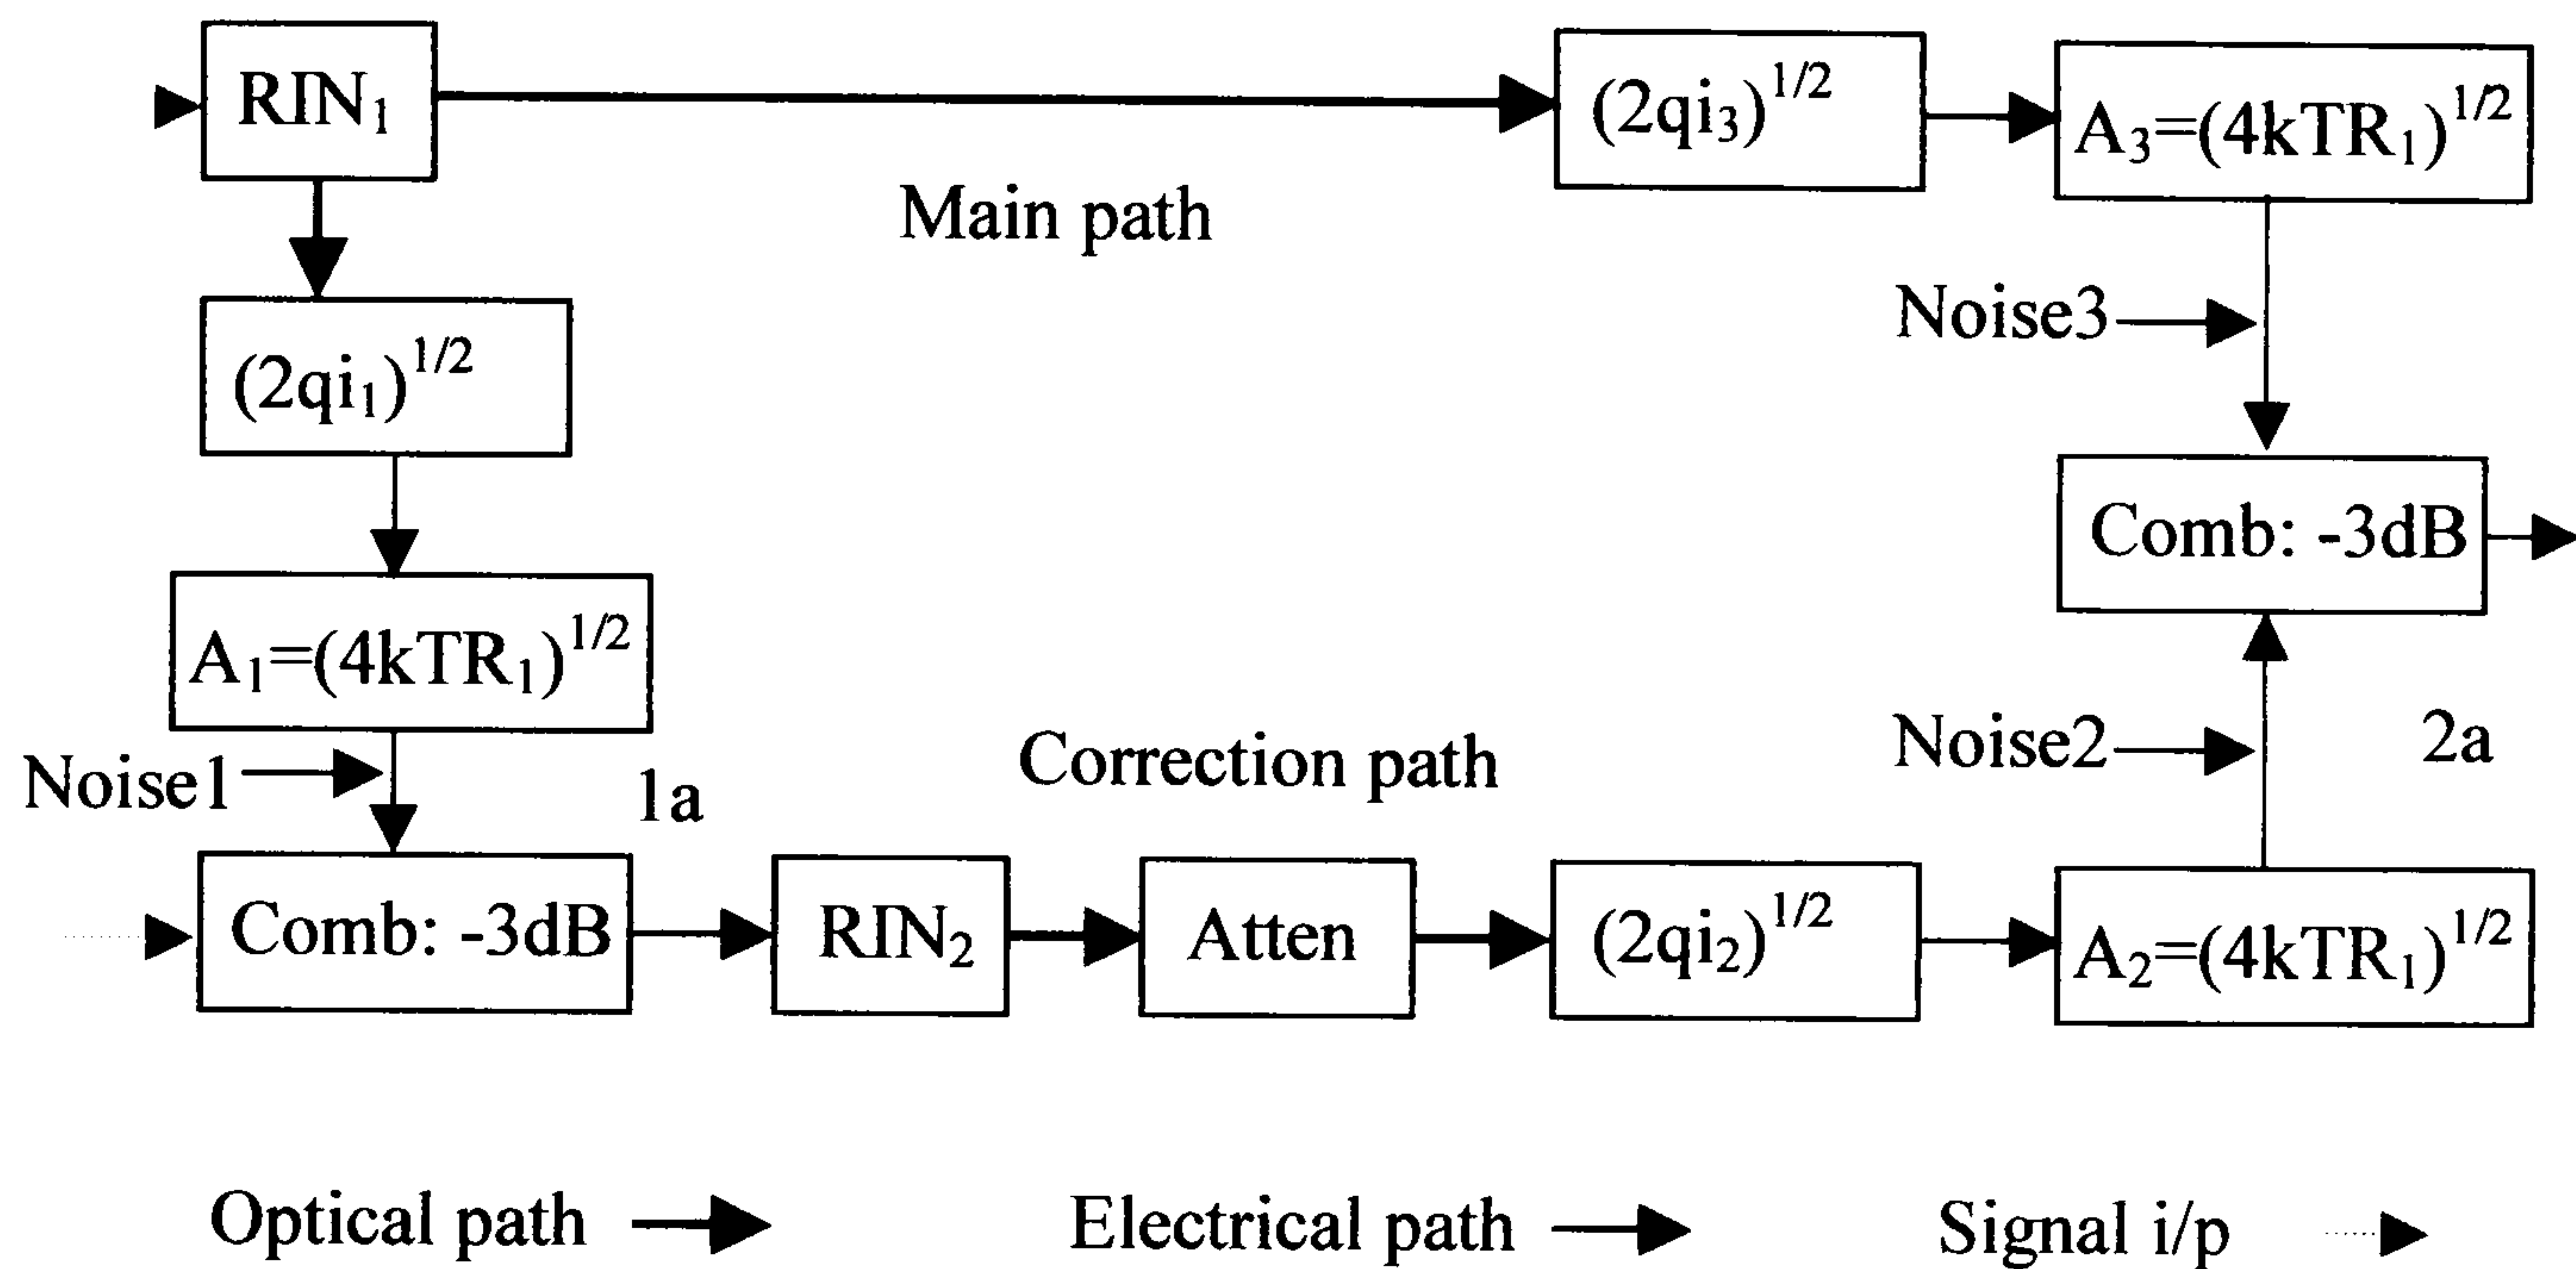 RIN₁
(2qi₃)^1/2
A₃=(4kTR₁)^1/2
Main path
Noise3
(2qi₁)^1/2
Comb: -3dB
A₁=(4kTR₁)^1/2
Noise1
1a
Correction path
Noise2
2a
Comb: -3dB
RIN₂
Atten
(2qi₂)^1/2
A₂=(4kTR₁)^1/2
Optical path
Electrical path
Signal i/p